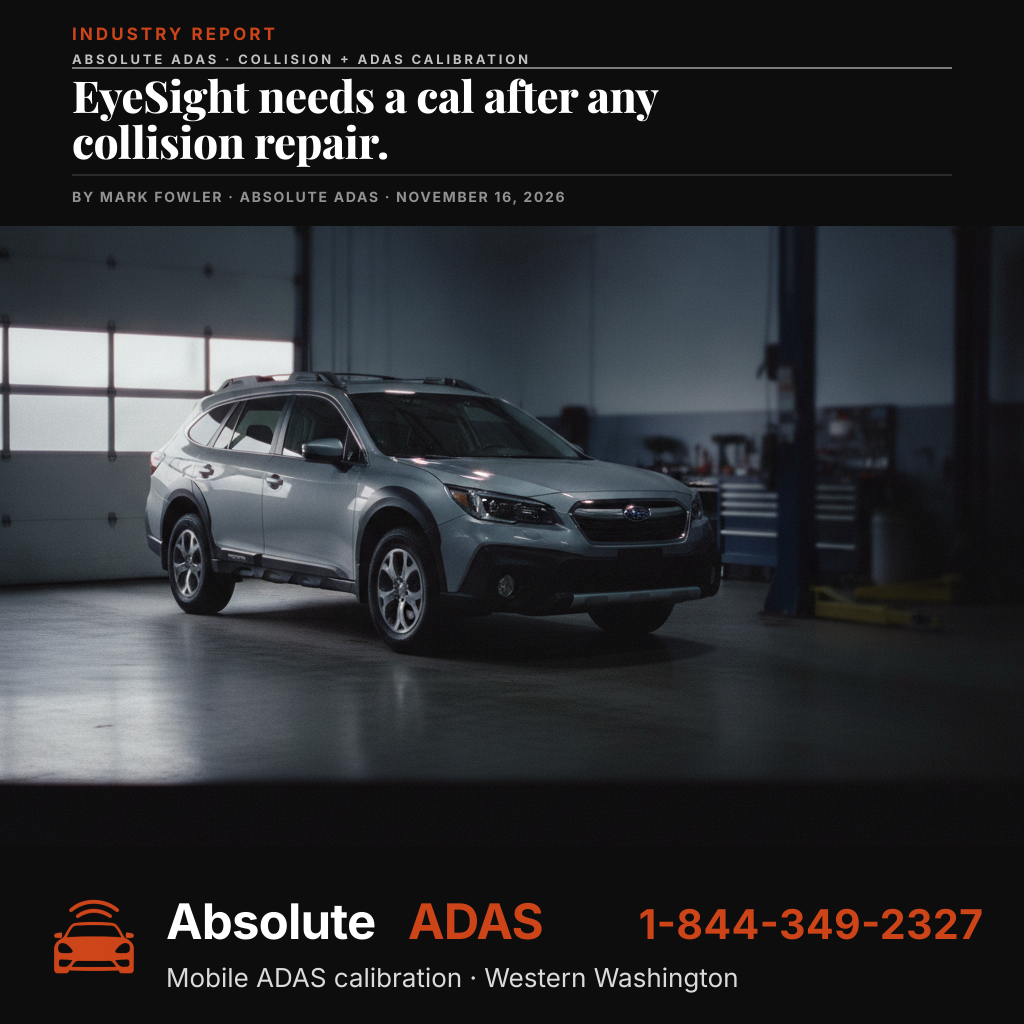 INDUSTRY REPORT
ABSOLUTE ADAS · COLLISION + ADAS CALIBRATION
EyeSight needs a cal after any
collision repair.
BY MARK FOWLER · ABSOLUTE ADAS · NOVEMBER 16, 2026
Absolute ADAS
1-844-349-2327
Mobile ADAS calibration · Western Washington